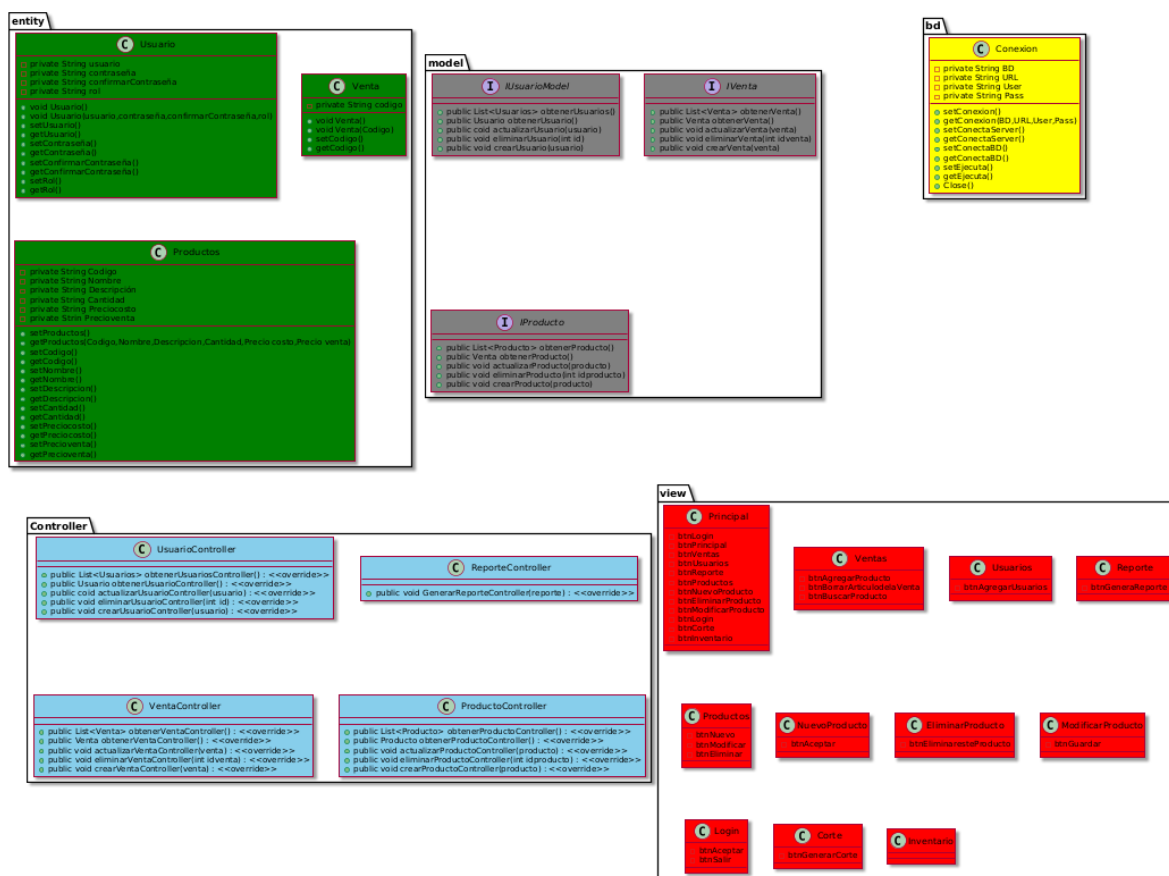 entity
C Usuario
private String usuario
private String contraseña
private String confirmarContraseña
private String rol
void Usuario()
void Usuario(usuario,contraseña,confirmarContraseña,rol)
setUsuario()
getUsuario()
setContraseña()
getContraseña()
setConfirmarContraseña()
getConfirmarContraseña()
setRol()
getRol()
C Venta
private String codigo
void Venta()
void Venta(Codigo)
setCodigo()
getCodigo()
C Productos
private String Codigo
private String Nombre
private String Descripción
private String Cantidad
private String Preciocosto
private Strin Precioventa
setProductos()
getProductos(Codigo,Nombre,Descripcion,Cantidad,Precio costo,Precio venta)
setCodigo()
getCodigo()
setNombre()
getNombre()
setDescripcion()
getDescripcion()
setCantidad()
getCantidad()
setPreciocosto()
getPreciocosto()
setPrecioventa()
getPrecioventa()
model
I IUsuarioModel
public List<Usuarios> obtenerUsuarios()
public Usuario obtenerUsuario()
public coid actualizarUsuario(usuario)
public void eliminarUsuario(int id)
public void crearUsuario(usuario)
I IVenta
public List<Venta> obtenerVenta()
public Venta obtenerVenta()
public void actualizarVenta(venta)
public void eliminarVenta(int idventa)
public void crearVenta(venta)
I IProducto
public List<Producto> obtenerProducto()
public Venta obtenerProducto()
public void actualizarProducto(producto)
public void eliminarProducto(int idproducto)
public void crearProducto(producto)
bd
C Conexion
private String BD
private String URL
private String User
private String Pass
setConexion()
getConexion(BD,URL,User,Pass)
setConectaServer()
getConectaServer()
setConectaBD()
getConectaBD()
setEjecuta()
getEjecuta()
Close()
Controller
C UsuarioController
public List<Usuarios> obtenerUsuariosController() : <<override>>
public Usuario obtenerUsuarioController() : <<override>>
public coid actualizarUsuarioController(usuario) : <<override>>
public void eliminarUsuarioController(int id) : <<override>>
public void crearUsuarioController(usuario) : <<override>>
C ReporteController
public void GenerarReporteController(reporte) : <<override>>
C VentaController
public List<Venta> obtenerVentaController() : <<override>>
public Venta obtenerVentaController() : <<override>>
public void actualizarVentaController(venta) : <<override>>
public void eliminarVentaController(int idventa) : <<override>>
public void crearVentaController(venta) : <<override>>
C ProductoController
public List<Producto> obtenerProductoController() : <<override>>
public Producto obtenerProductoController() : <<override>>
public void actualizarProductoController(producto) : <<override>>
public void eliminarProductoController(int idproducto) : <<override>>
public void crearProductoController(producto) : <<override>>
view
C Principal
btnLogin
btnPrincipal
btnVentas
btnUsuarios
btnReporte
btnProductos
btnNuevoProducto
btnEliminarProducto
btnModificarProducto
btnLogin
btnCorte
btnInventario
C Ventas
btnAgregarProducto
btnBorrarArticulodelaVenta
btnBuscarProducto
C Usuarios
btnAgregarUsuarios
C Reporte
btnGeneraReporte
C Productos
btnNuevo
btnModificar
btnEliminar
C NuevoProducto
btnAceptar
C EliminarProducto
btnEliminaresteProducto
C ModificarProducto
btnGuardar
C Login
btnAceptar
btnSalir
C Corte
btnGenerarCorte
C inventario